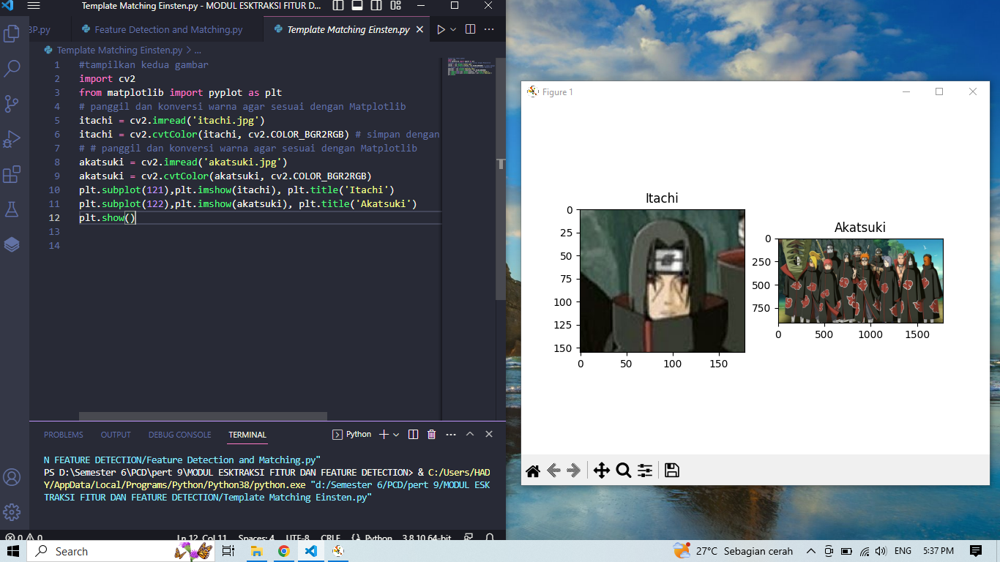 Template Matching Einsten.py - MODUL ESKTRAKSI FITUR D...
BP.py
Feature Detection and Matching.py
Template Matching Einsten.py
Template Matching Einsten.py > ...
1 #tampilkan kedua gambar
2 import cv2
3 from matplotlib import pyplot as plt
4 # panggil dan konversi warna agar sesuai dengan Matplotlib
5 itachi = cv2.imread('itachi.jpg')
6 itachi = cv2.cvtColor(itachi, cv2.COLOR_BGR2RGB) # simpan dengan
7 # # panggil dan konversi warna agar sesuai dengan Matplotlib
8 akatsuki = cv2.imread('akatsuki.jpg')
9 akatsuki = cv2.cvtColor(akatsuki, cv2.COLOR_BGR2RGB)
10 plt.subplot(121),plt.imshow(itachi), plt.title('Itachi')
11 plt.subplot(122),plt.imshow(akatsuki), plt.title('Akatsuki')
12 plt.show()
13
14
PROBLEMS OUTPUT DEBUG CONSOLE TERMINAL
Python
N FEATURE DETECTION/Feature Detection and Matching.py"
PS D:\Semester 6\PCD\pert 9\MODUL ESKTRAKSI FITUR DAN FEATURE DETECTION> & C:/Users/HAD
Y/AppData/Local/Programs/Python/Python38/python.exe "d:/Semester 6/PCD/pert 9/MODUL ESK
TRAKSI FITUR DAN FEATURE DETECTION/Template Matching Einsten.py"
0 0 Ln 12, Col 11 Spaces: 4 UTF-8 CRLF Python 3.8.10 64-bit
Figure 1
Itachi
0
25
50
75
100
125
150
0 50 100 150
Akatsuki
0
250
500
750
0 500 1000 1500
Search
27°C Sebagian cerah
ENG
5:37 PM